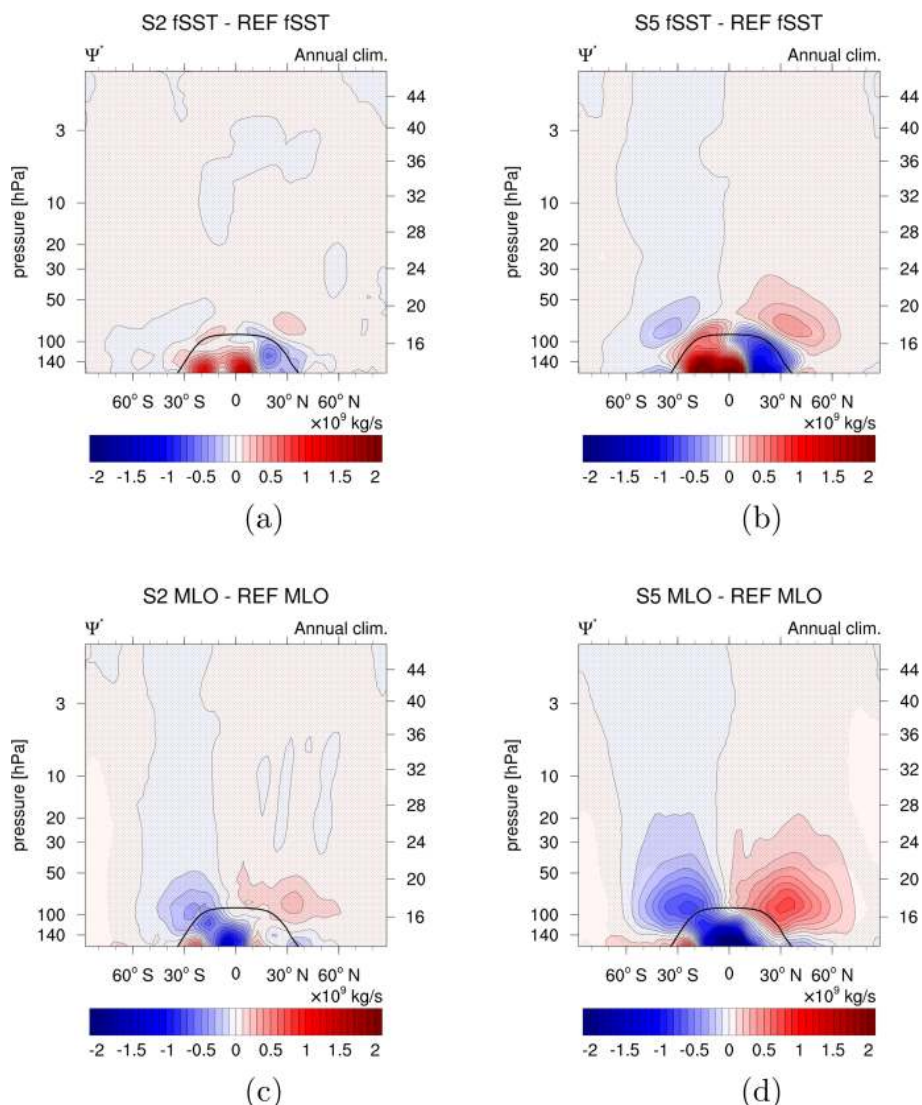 S2 fSST - REF fSST
Ψ* Annual clim.
pressure [hPa]
3
10
20
30
50
100
140
44
40
36
32
28
24
20
16
60° S 30° S 0 30° N 60° N
×10⁹ kg/s
-2 -1.5 -1 -0.5 0 0.5 1 1.5 2
(a)
S5 fSST - REF fSST
Ψ* Annual clim.
pressure [hPa]
3
10
20
30
50
100
140
44
40
36
32
28
24
20
16
60° S 30° S 0 30° N 60° N
×10⁹ kg/s
-2 -1.5 -1 -0.5 0 0.5 1 1.5 2
(b)
S2 MLO - REF MLO
Ψ* Annual clim.
pressure [hPa]
3
10
20
30
50
100
140
44
40
36
32
28
24
20
16
60° S 30° S 0 30° N 60° N
×10⁹ kg/s
-2 -1.5 -1 -0.5 0 0.5 1 1.5 2
(c)
S5 MLO - REF MLO
Ψ* Annual clim.
pressure [hPa]
3
10
20
30
50
100
140
44
40
36
32
28
24
20
16
60° S 30° S 0 30° N 60° N
×10⁹ kg/s
-2 -1.5 -1 -0.5 0 0.5 1 1.5 2
(d)